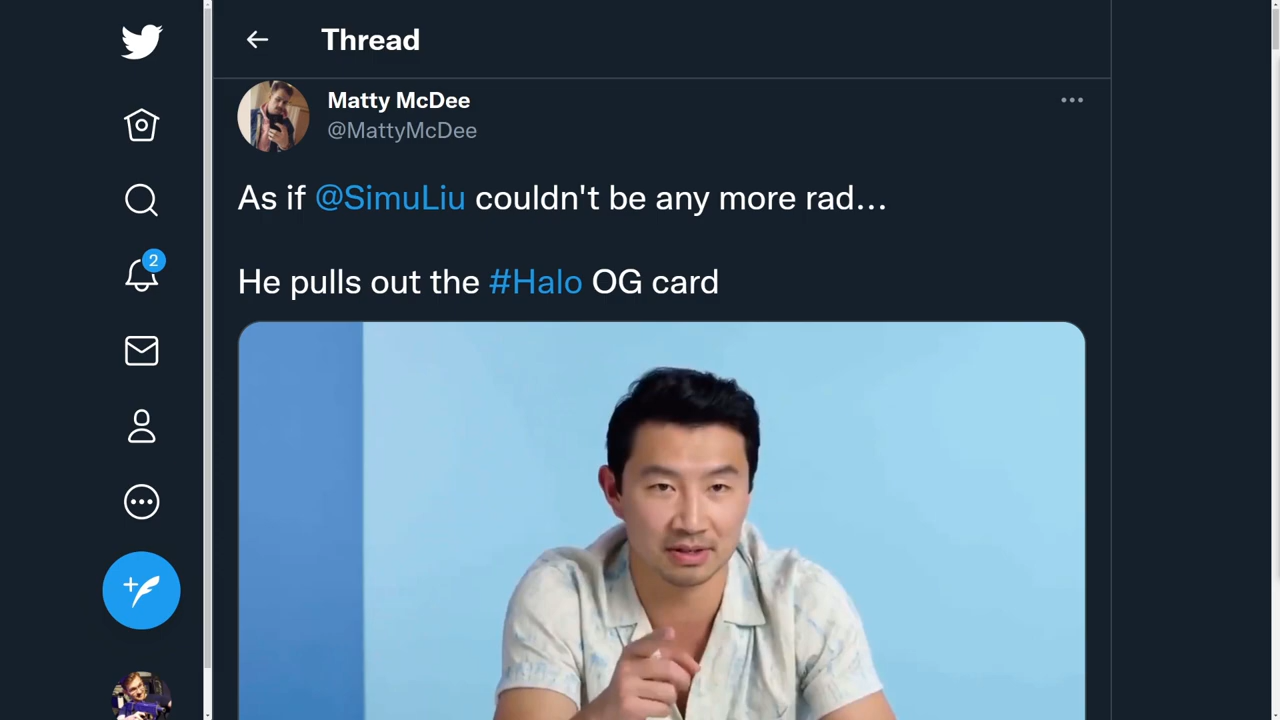 Thread
Matty McDee
@MattyMcDee
As if @SimuLiu couldn't be any more rad...
He pulls out the #Halo OG card
2